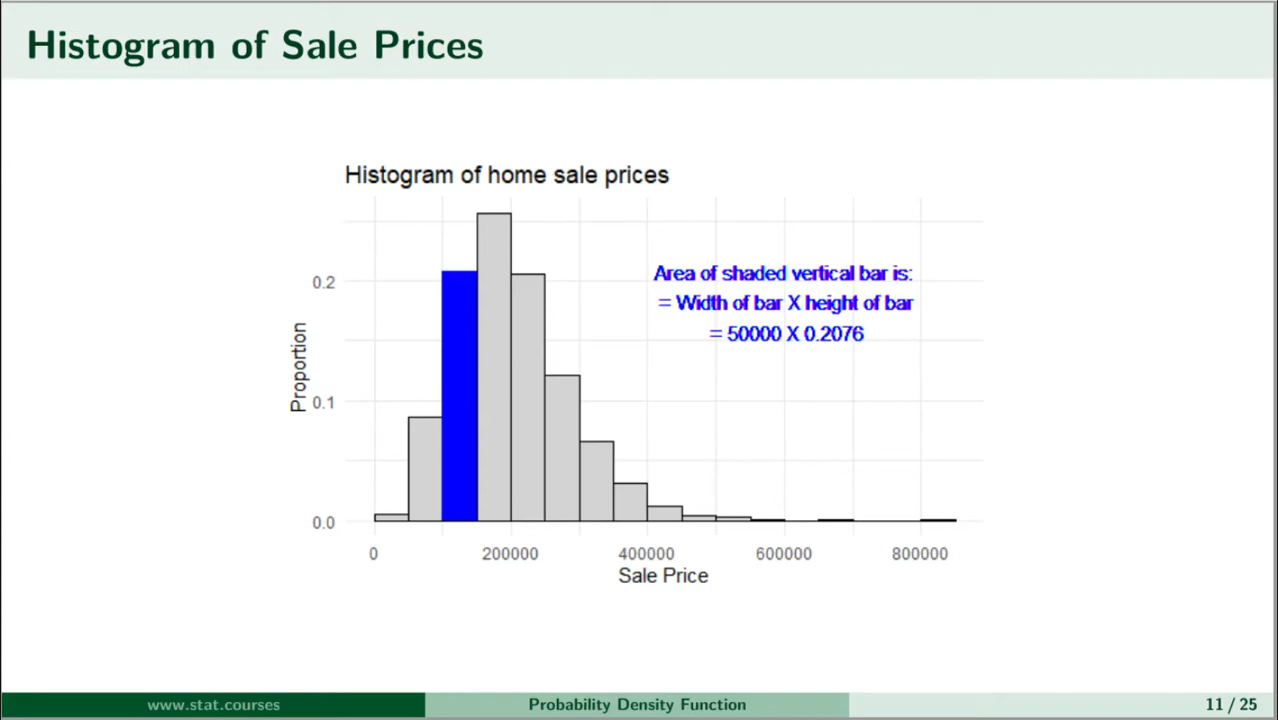 Histogram of Sale Prices
Histogram of home sale prices
Area of shaded vertical bar is:
= Width of bar X height of bar
= 50000 X 0.2076
Proportion
0.2
0.1
0.0
0 200000 400000 600000 800000
Sale Price
www.stat.courses Probability Density Function 11 / 25